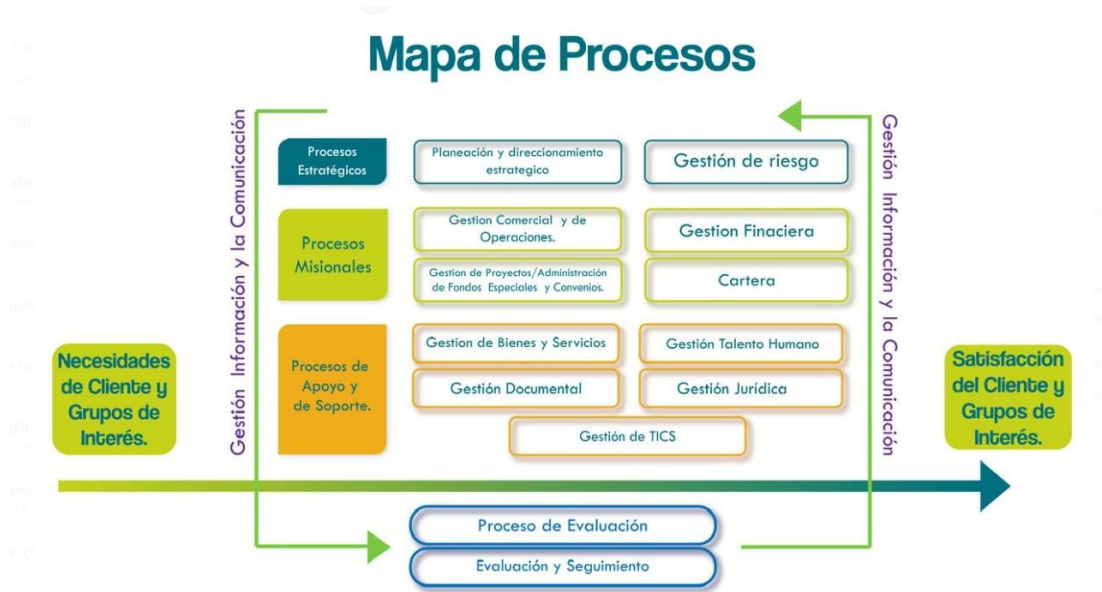 Mapa de Procesos
Gestión Información y la Comunicación
Procesos
Estratégicos
Planeación y direccionamiento
estrategico
Gestión de riesgo
Procesos
Misionales
Gestion Comercial y de
Operaciones.
Gestion Finaciera
Gestion de Proyectos/Administración
de Fondos Especiales y Convenios.
Cartera
Procesos de
Apoyo y
de Soporte.
Gestion de Bienes y Servicios
Gestión Talento Humano
Gestión Documental
Gestión Jurídica
Gestión de TICS
Gestión Información y la Comunicación
Necesidades
de Cliente y
Grupos de
Interés.
Satisfacción
del Cliente y
Grupos de
Interés.
Proceso de Evaluación
Evaluación y Seguimiento